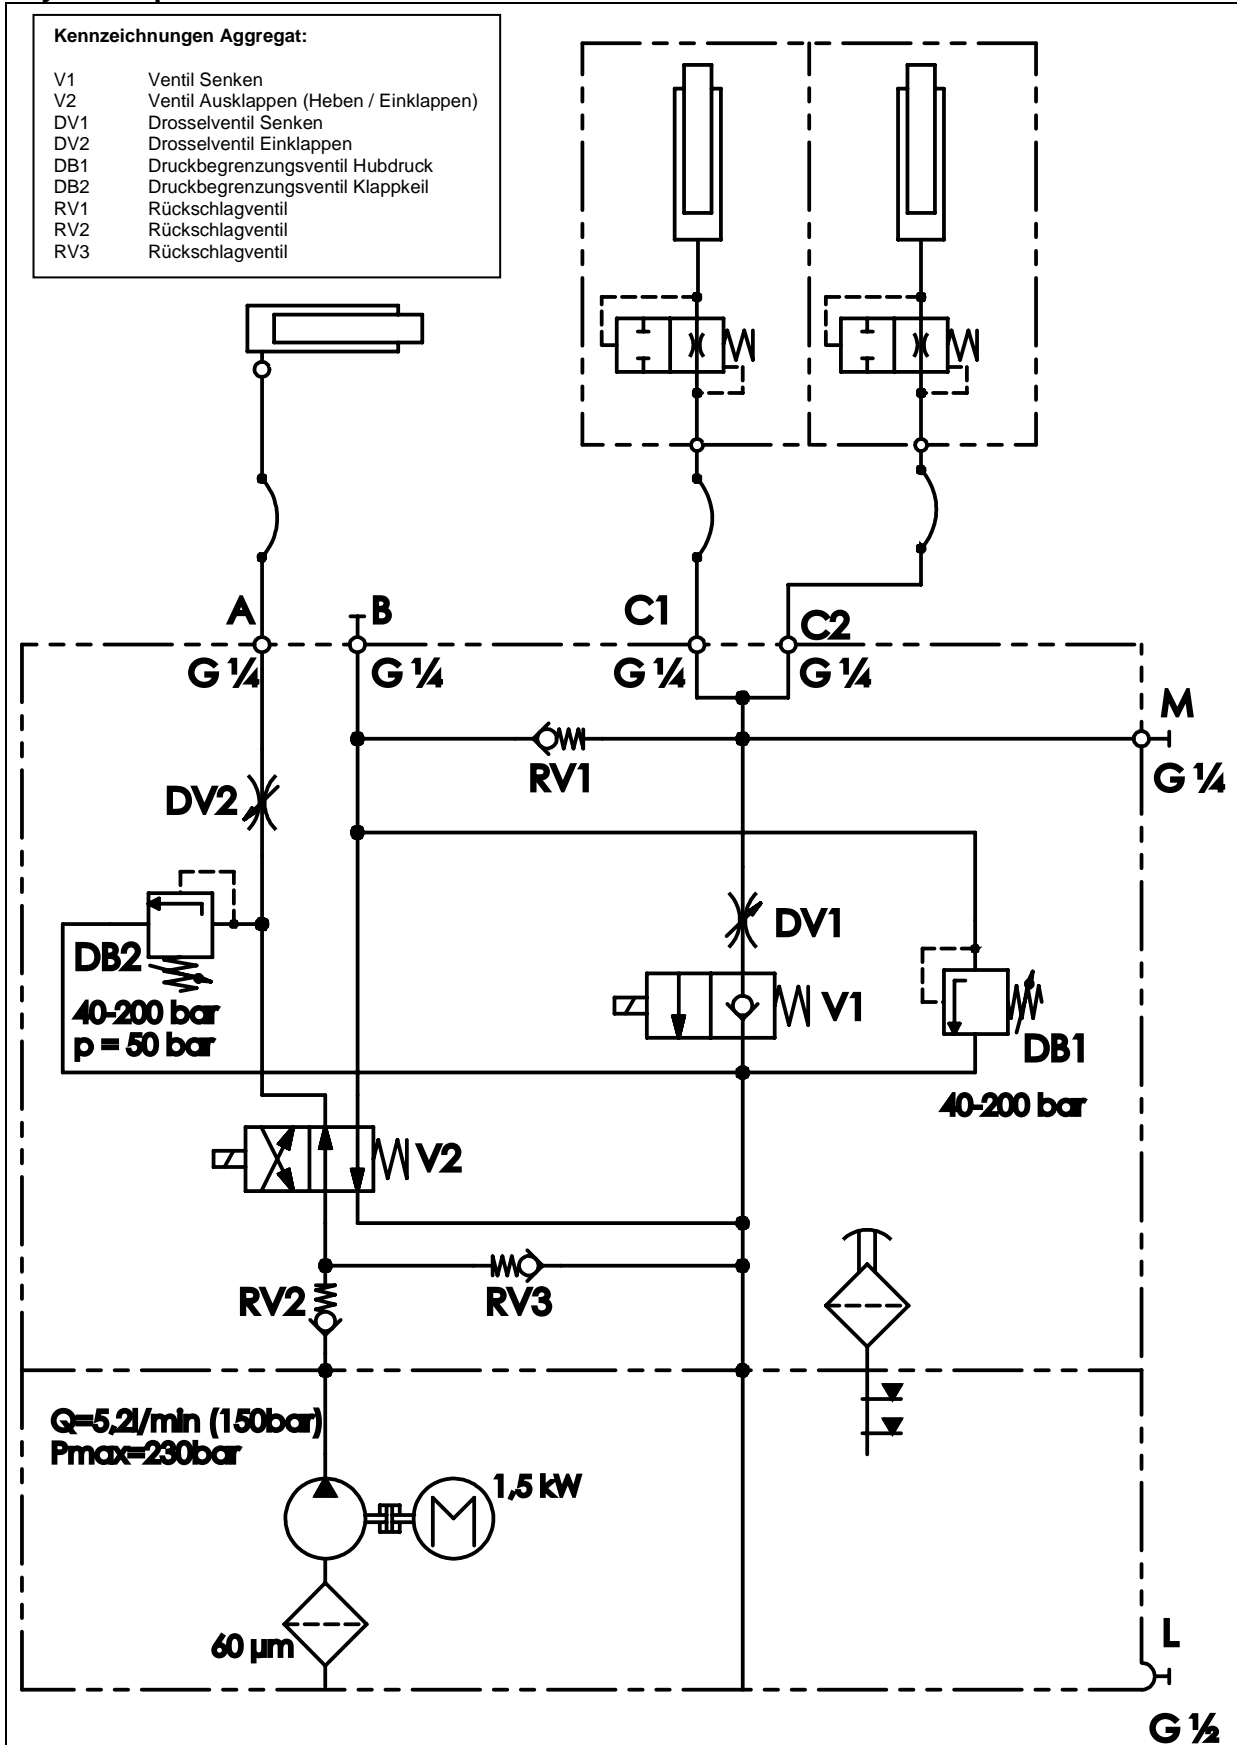 Kennzeichnungen Aggregat:
V1 Ventil Senken
V2 Ventil Ausklappen (Heben / Einklappen)
DV1 Drosselventil Senken
DV2 Drosselventil Einklappen
DB1 Druckbegrenzungsventil Hubdruck
DB2 Druckbegrenzungsventil Klappkeil
RV1 Rückschlagventil
RV2 Rückschlagventil
RV3 Rückschlagventil
A B C1 C2
G ¼ G ¼ G ¼ G ¼
M
RV1
G ¼
DV2
DV1
DB2
V1
40-200 bar
p = 50 bar
DB1
40-200 bar
V2
RV2 RV3
Q=5,2l/min (150bar)
Pmax=230bar
1,5 kW
M
60 µm
L
G ½